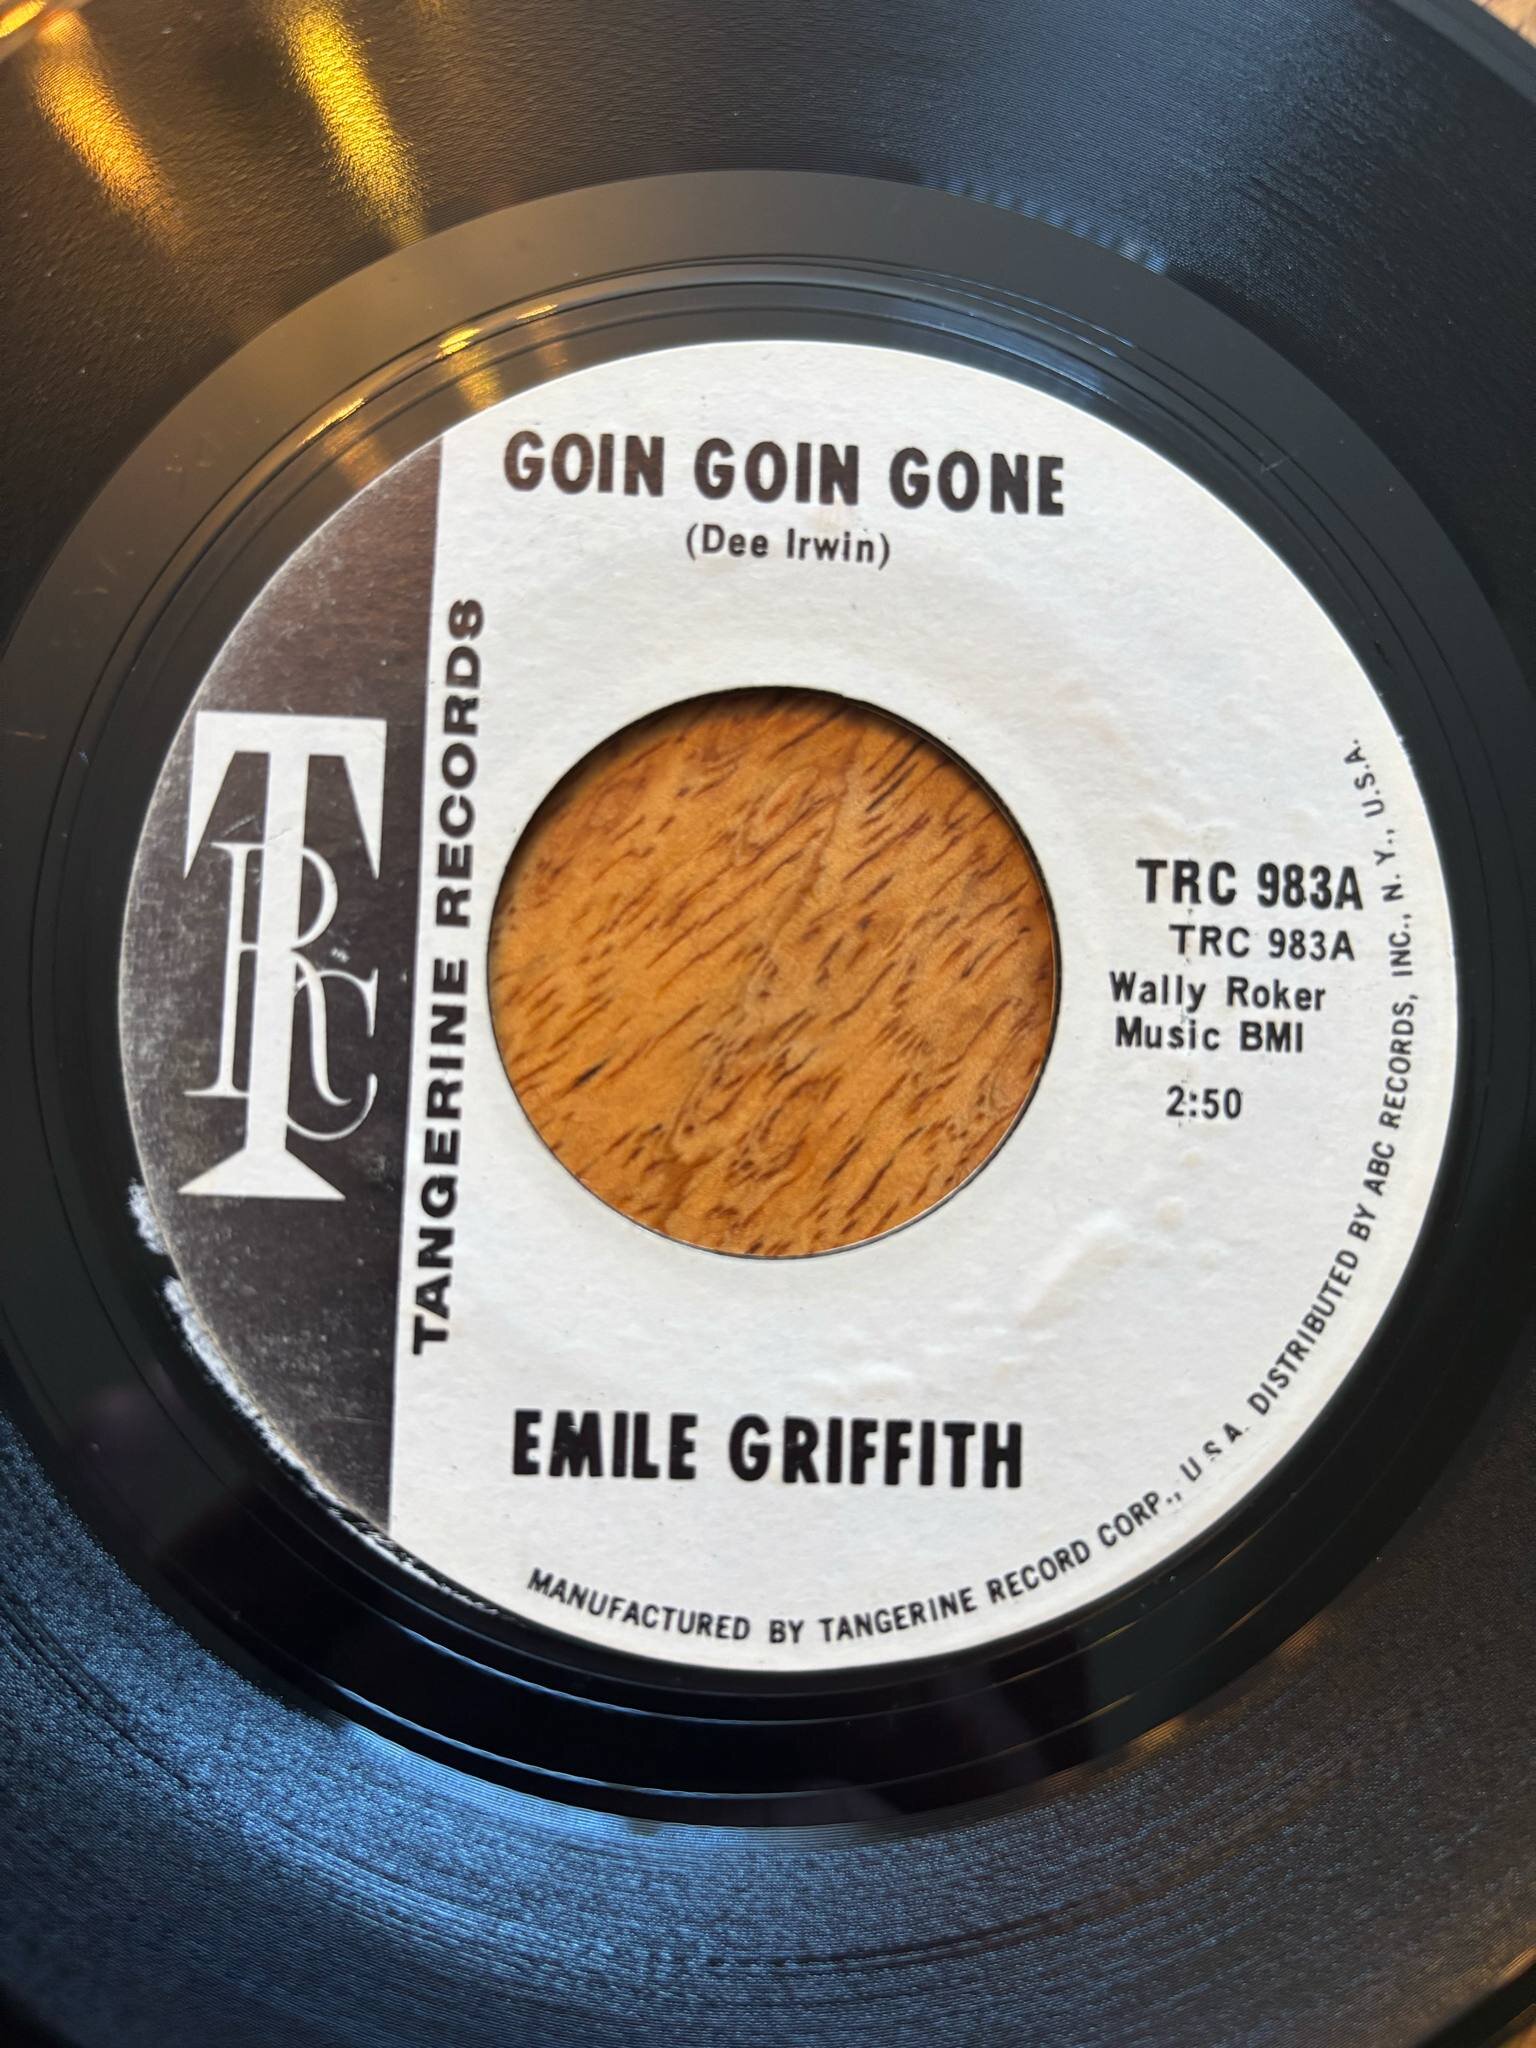 GOIN GOIN GONE
(Dee Irwin)
TRC
TANGERINE RECORDS
TRC 983A
TRC 983A
Wally Roker
Music BMI
2:50
EMILE GRIFFITH
MANUFACTURED BY TANGERINE RECORD CORP., U.S.A. DISTRIBUTED BY ABC RECORDS, INC., N.Y., U.S.A.